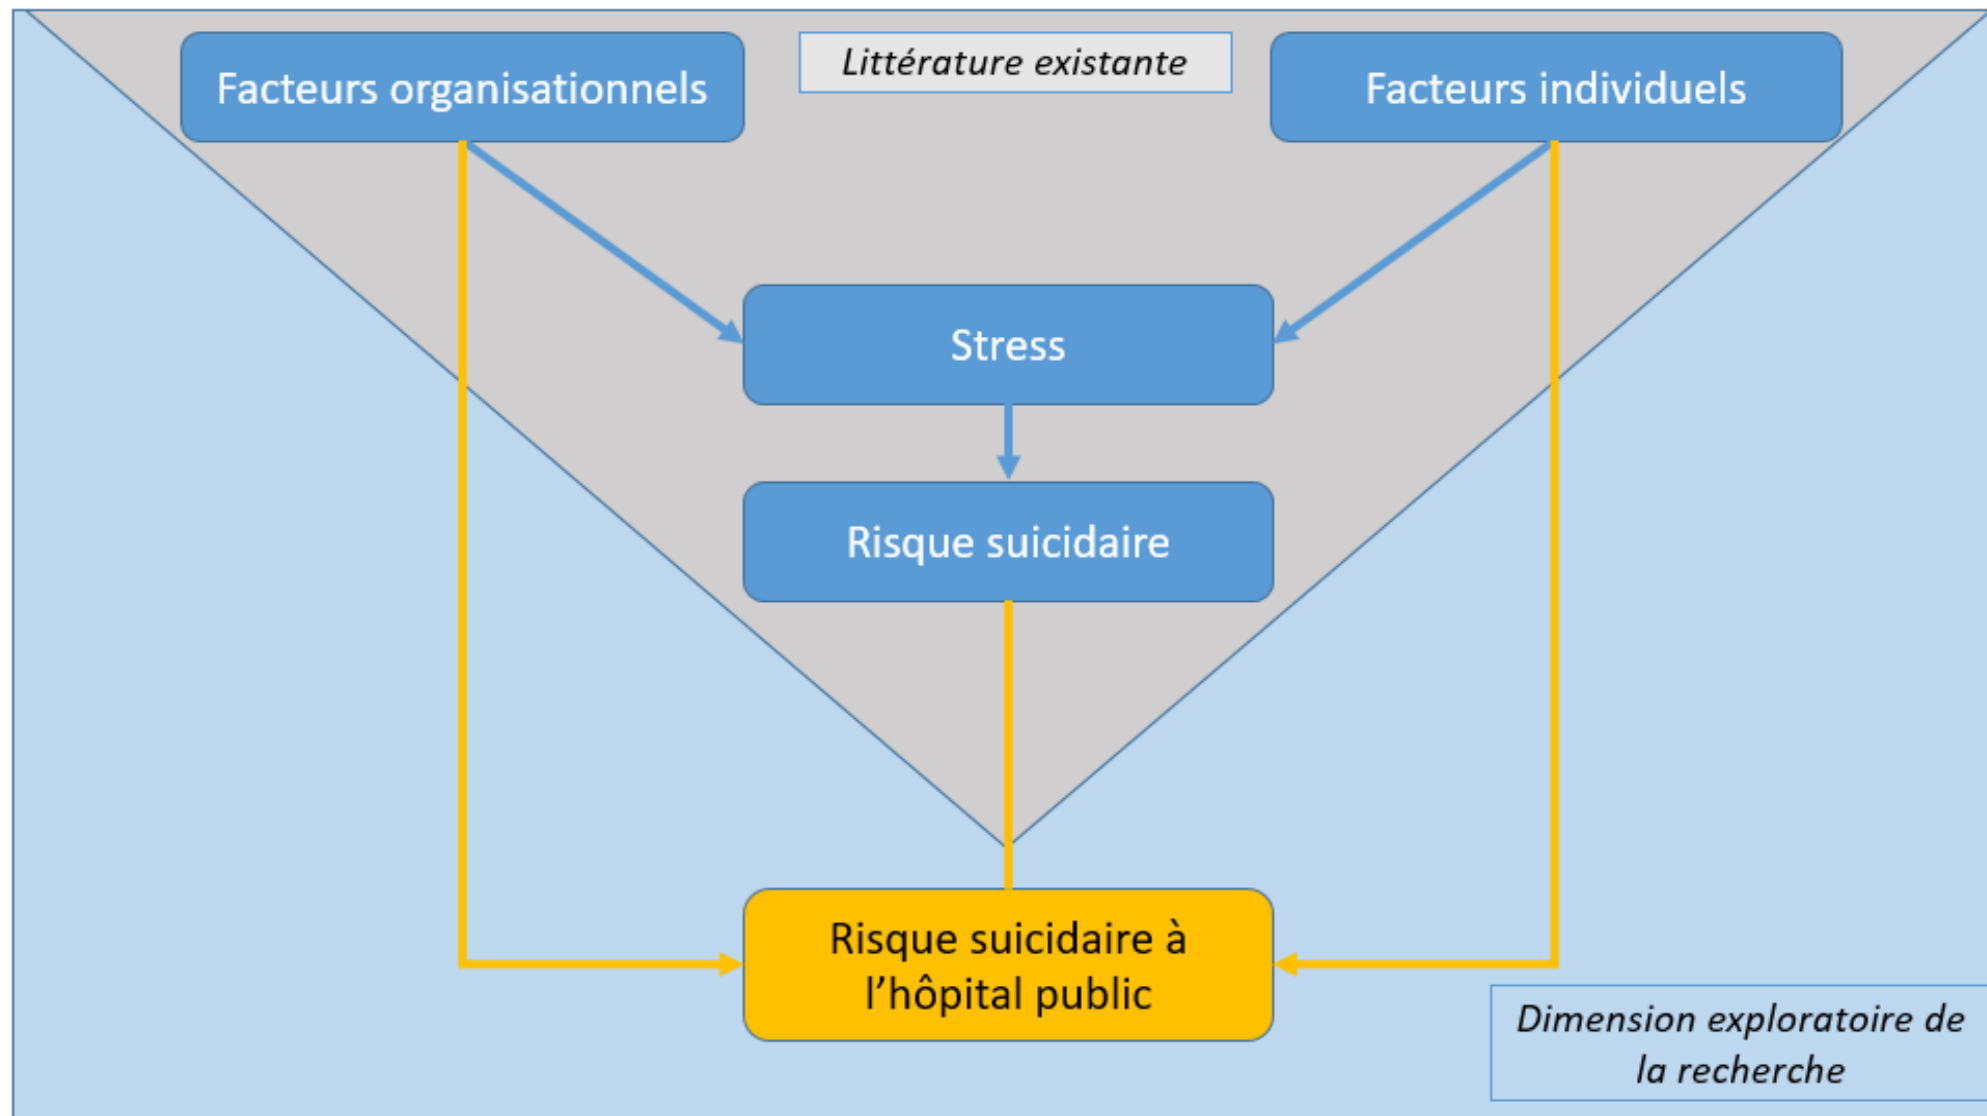 Facteurs organisationnels
Littérature existante
Facteurs individuels
Stress
Risque suicidaire
Risque suicidaire à
l’hôpital public
Dimension exploratoire de
la recherche